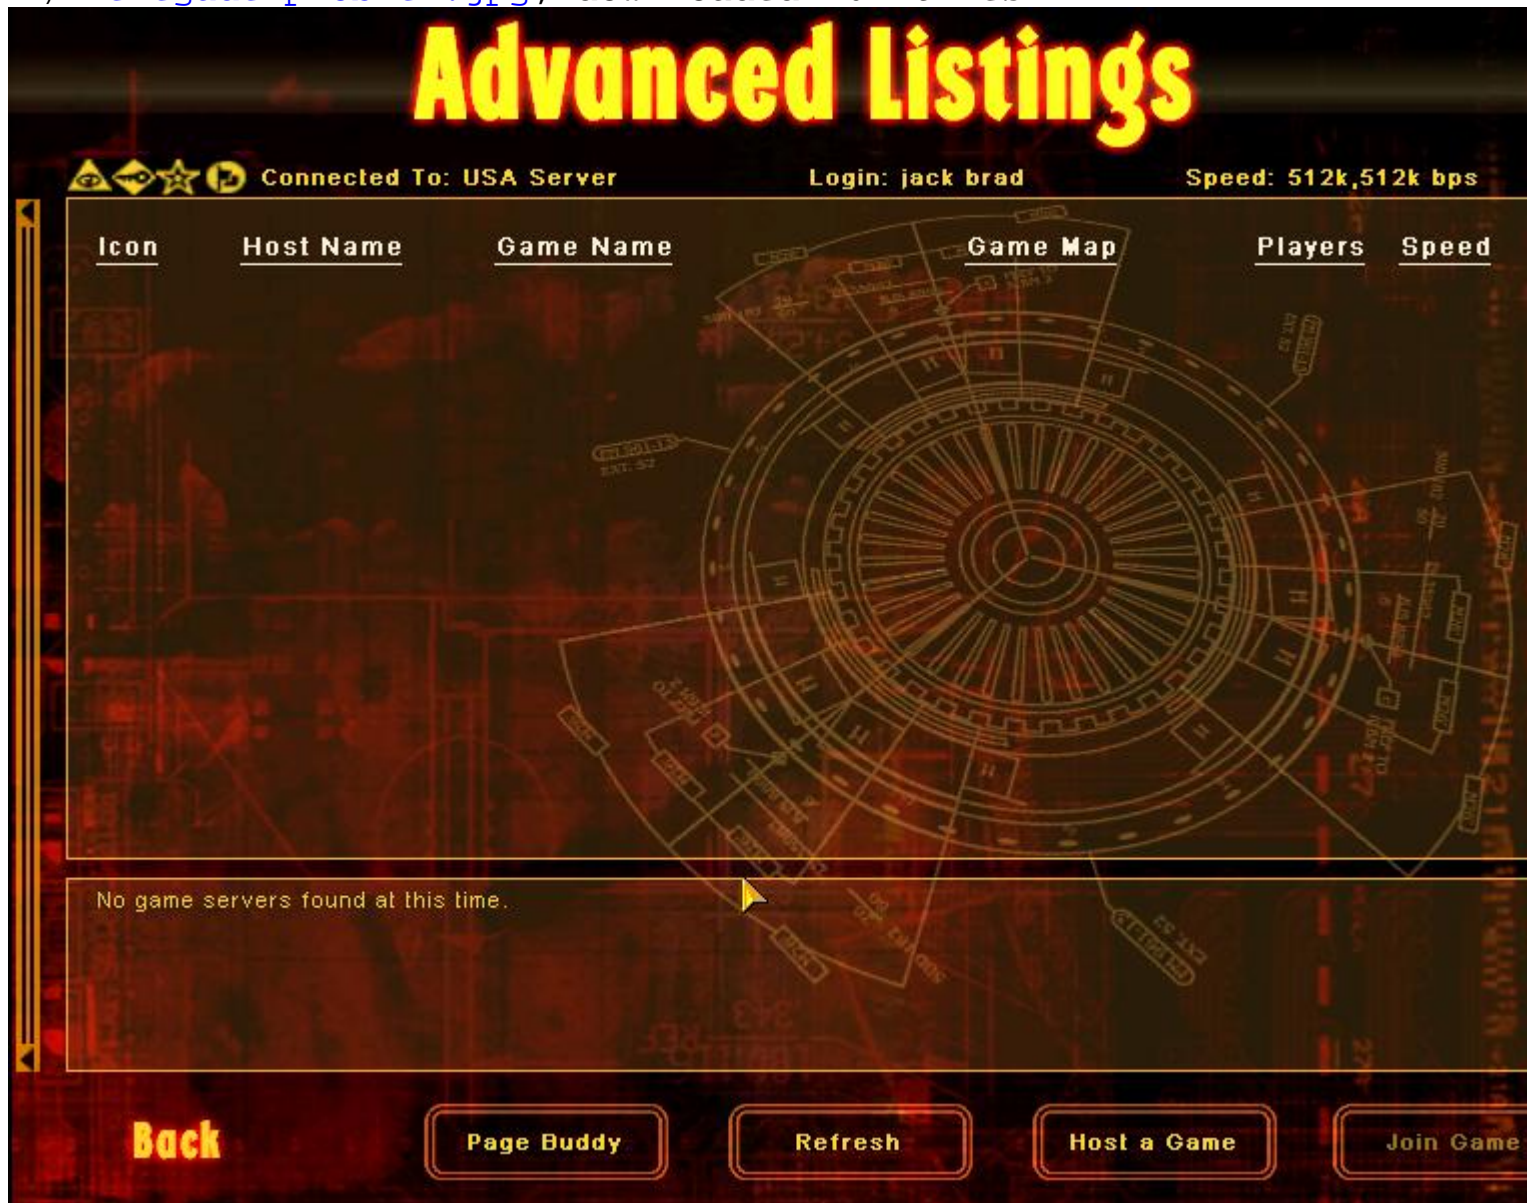 Advanced Listings
Connected To: USA Server Login: jack brad Speed: 512k,512k bps
Icon Host Name Game Name Game Map Players Speed
No game servers found at this time.
Back Page Buddy Refresh Host a Game Join Game